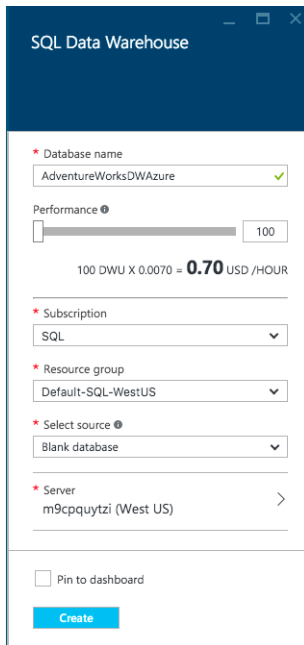 SQL Data Warehouse
* Database name
AdventureWorksDWAzure
Performance
100
100 DWU X 0.0070 = 0.70 USD /HOUR
* Subscription
SQL
* Resource group
Default-SQL-WestUS
* Select source
Blank database
* Server
m9cpquytzi (West US)
Pin to dashboard
Create